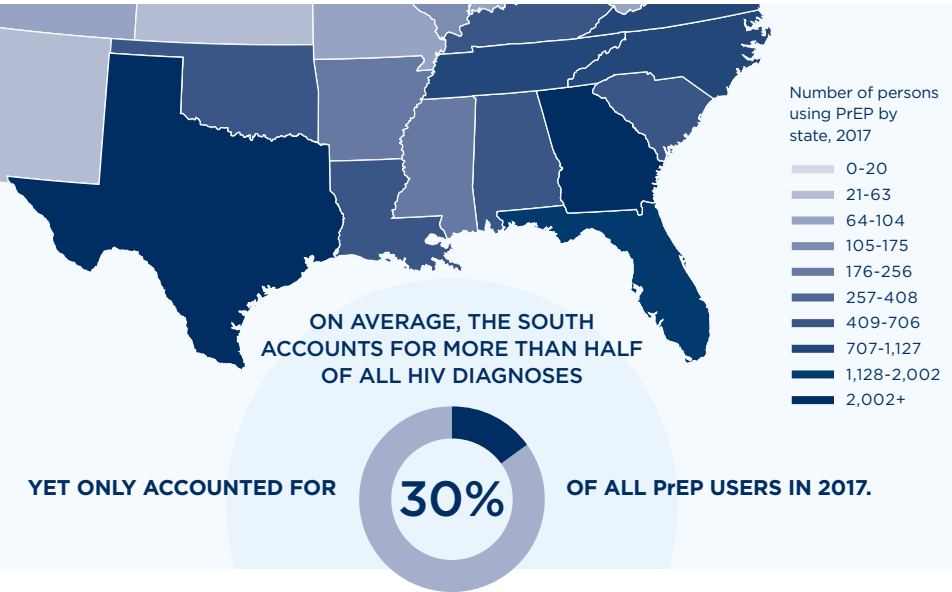 Number of persons
using PrEP by
state, 2017
0-20
21-63
64-104
105-175
176-256
257-408
409-706
707-1,127
1,128-2,002
2,002+
ON AVERAGE, THE SOUTH
ACCOUNTS FOR MORE THAN HALF
OF ALL HIV DIAGNOSES
YET ONLY ACCOUNTED FOR
30%
OF ALL PrEP USERS IN 2017.